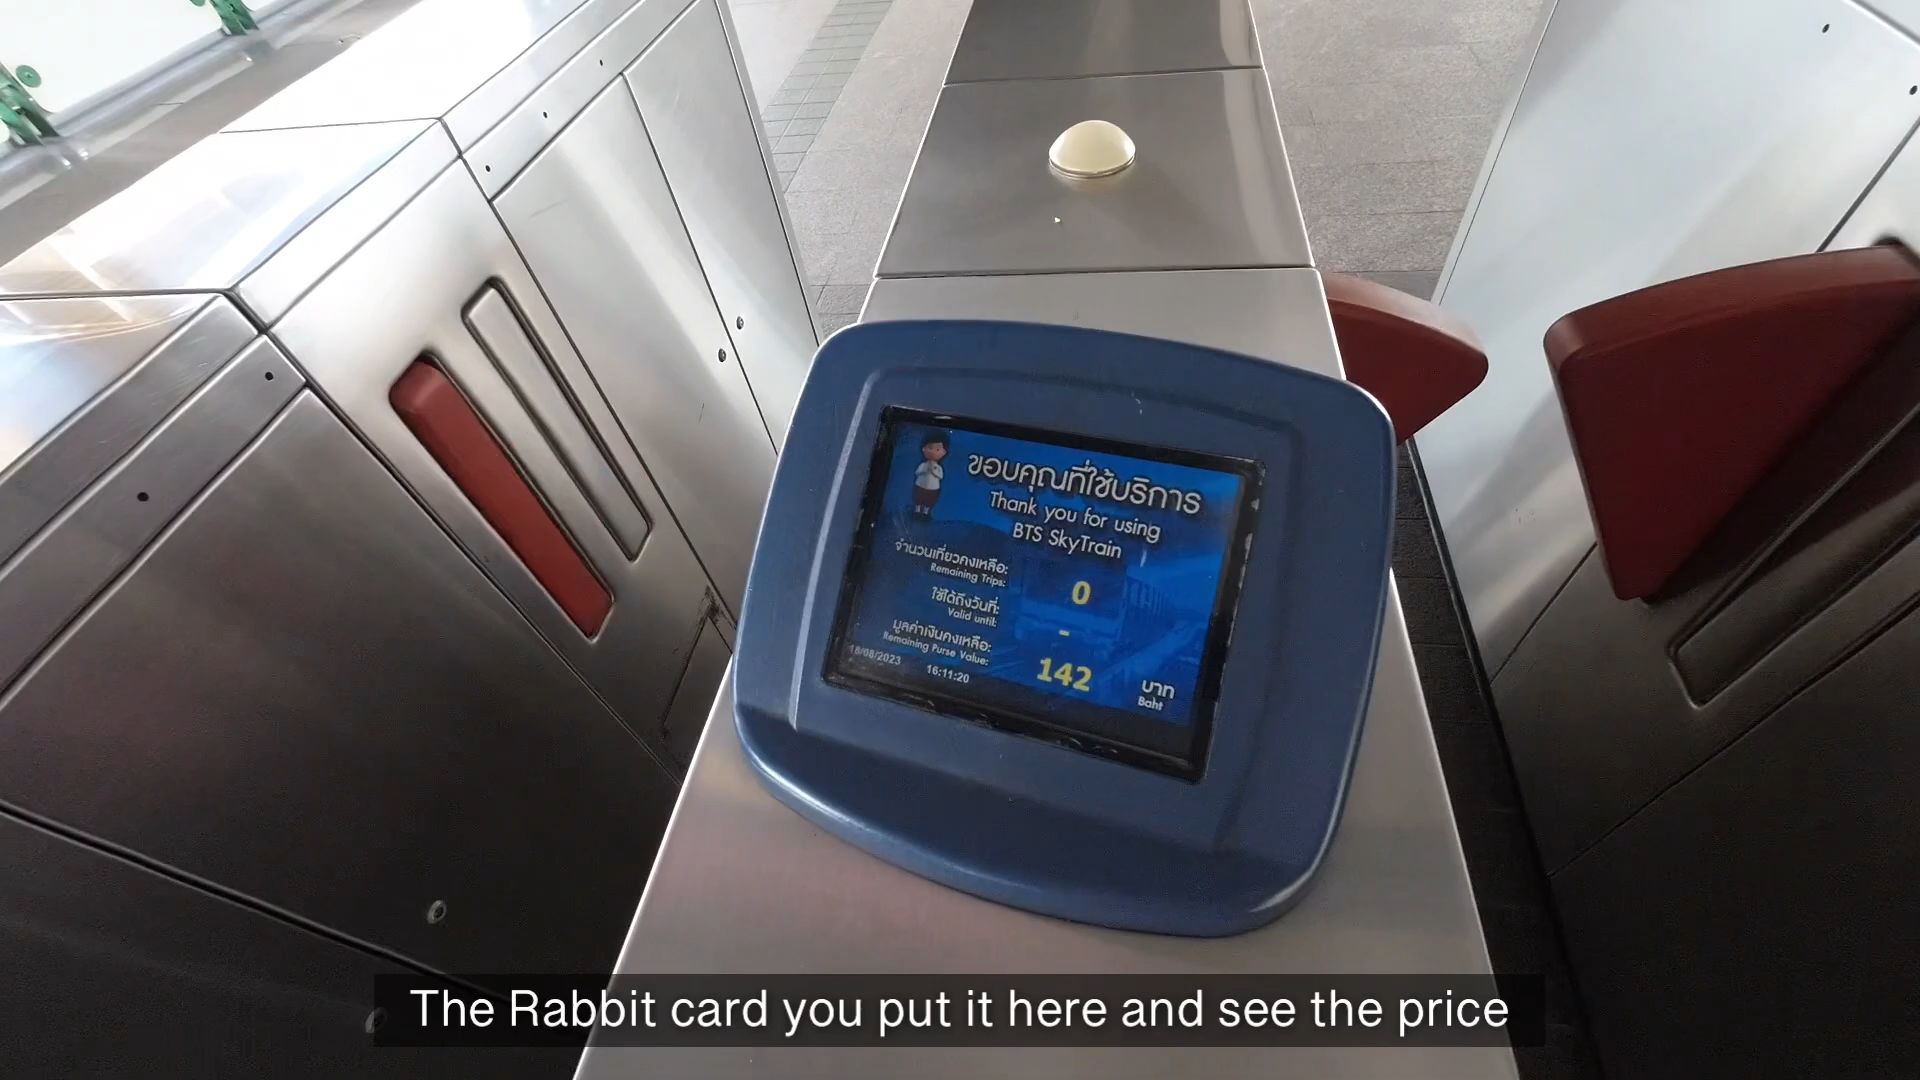 ขอบคุณที่ใช้บริการ
Thank you for using
BTS SkyTrain
จำนวนเที่ยวคงเหลือ:
Remaining Trips:
0
ใช้ได้ถึงวันที่:
Valid until:
-
มูลค่าเงินคงเหลือ:
Remaining Purse Value:
142
บาท
Baht
18/08/2023
16:11:20
The Rabbit card you put it here and see the price